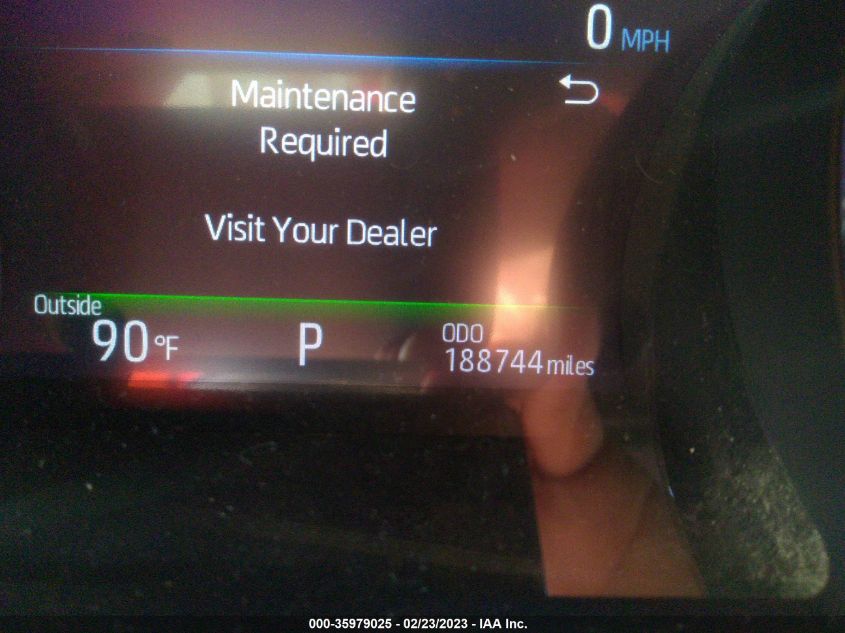 0 MPH
Maintenance
Required
Visit Your Dealer
Outside
90°F
P
ODO
188744 miles
000-35979025 - 02/23/2023 - IAA Inc.